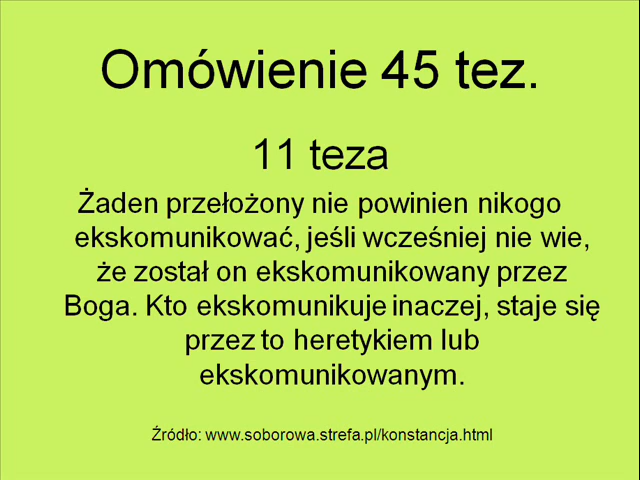 Omówienie 45 tez.
11 teza
Żaden przełożony nie powinien nikogo
ekskomunikować, jeśli wcześniej nie wie,
że został on ekskomunikowany przez
Boga. Kto ekskomunikuje inaczej, staje się
przez to heretykiem lub
ekskomunikowanym.
Źródło: www.soborowa.strefa.pl/konstancja.html